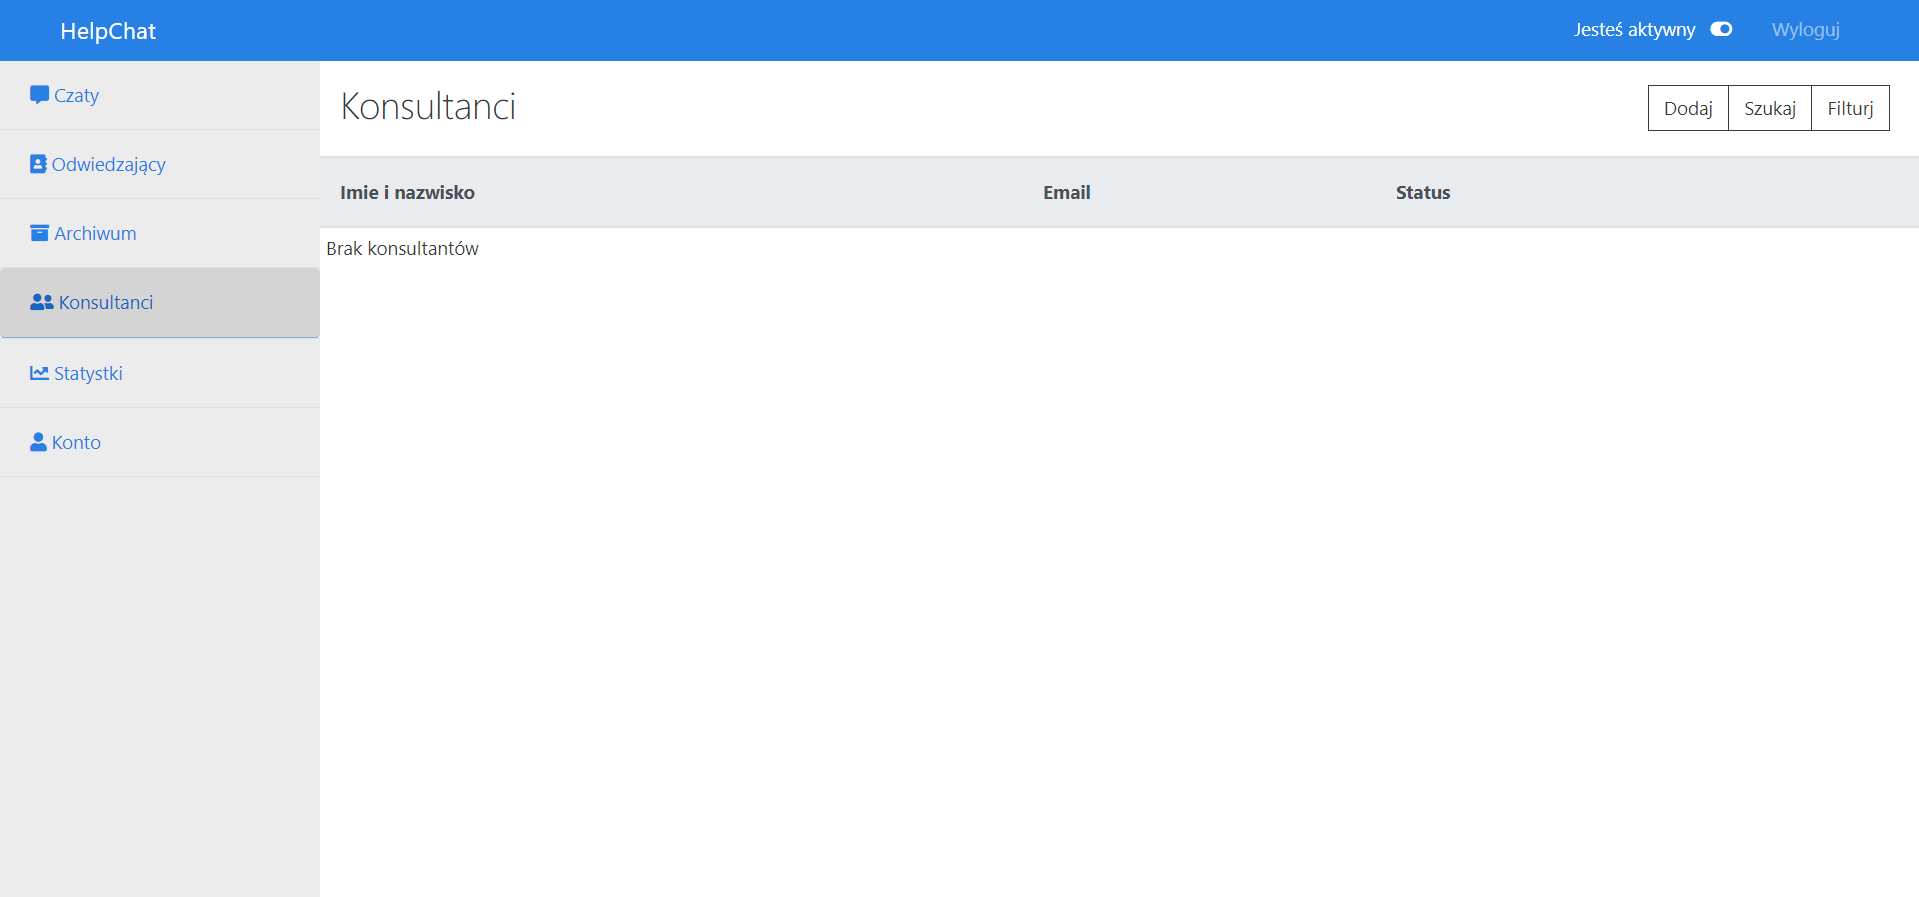 HelpChat
Jesteś aktywny
Wyloguj
Czaty
Odwiedzający
Archiwum
Konsultanci
Statystki
Konto
Konsultanci
Dodaj Szukaj Filturj
Imie i nazwisko Email Status
Brak konsultantów